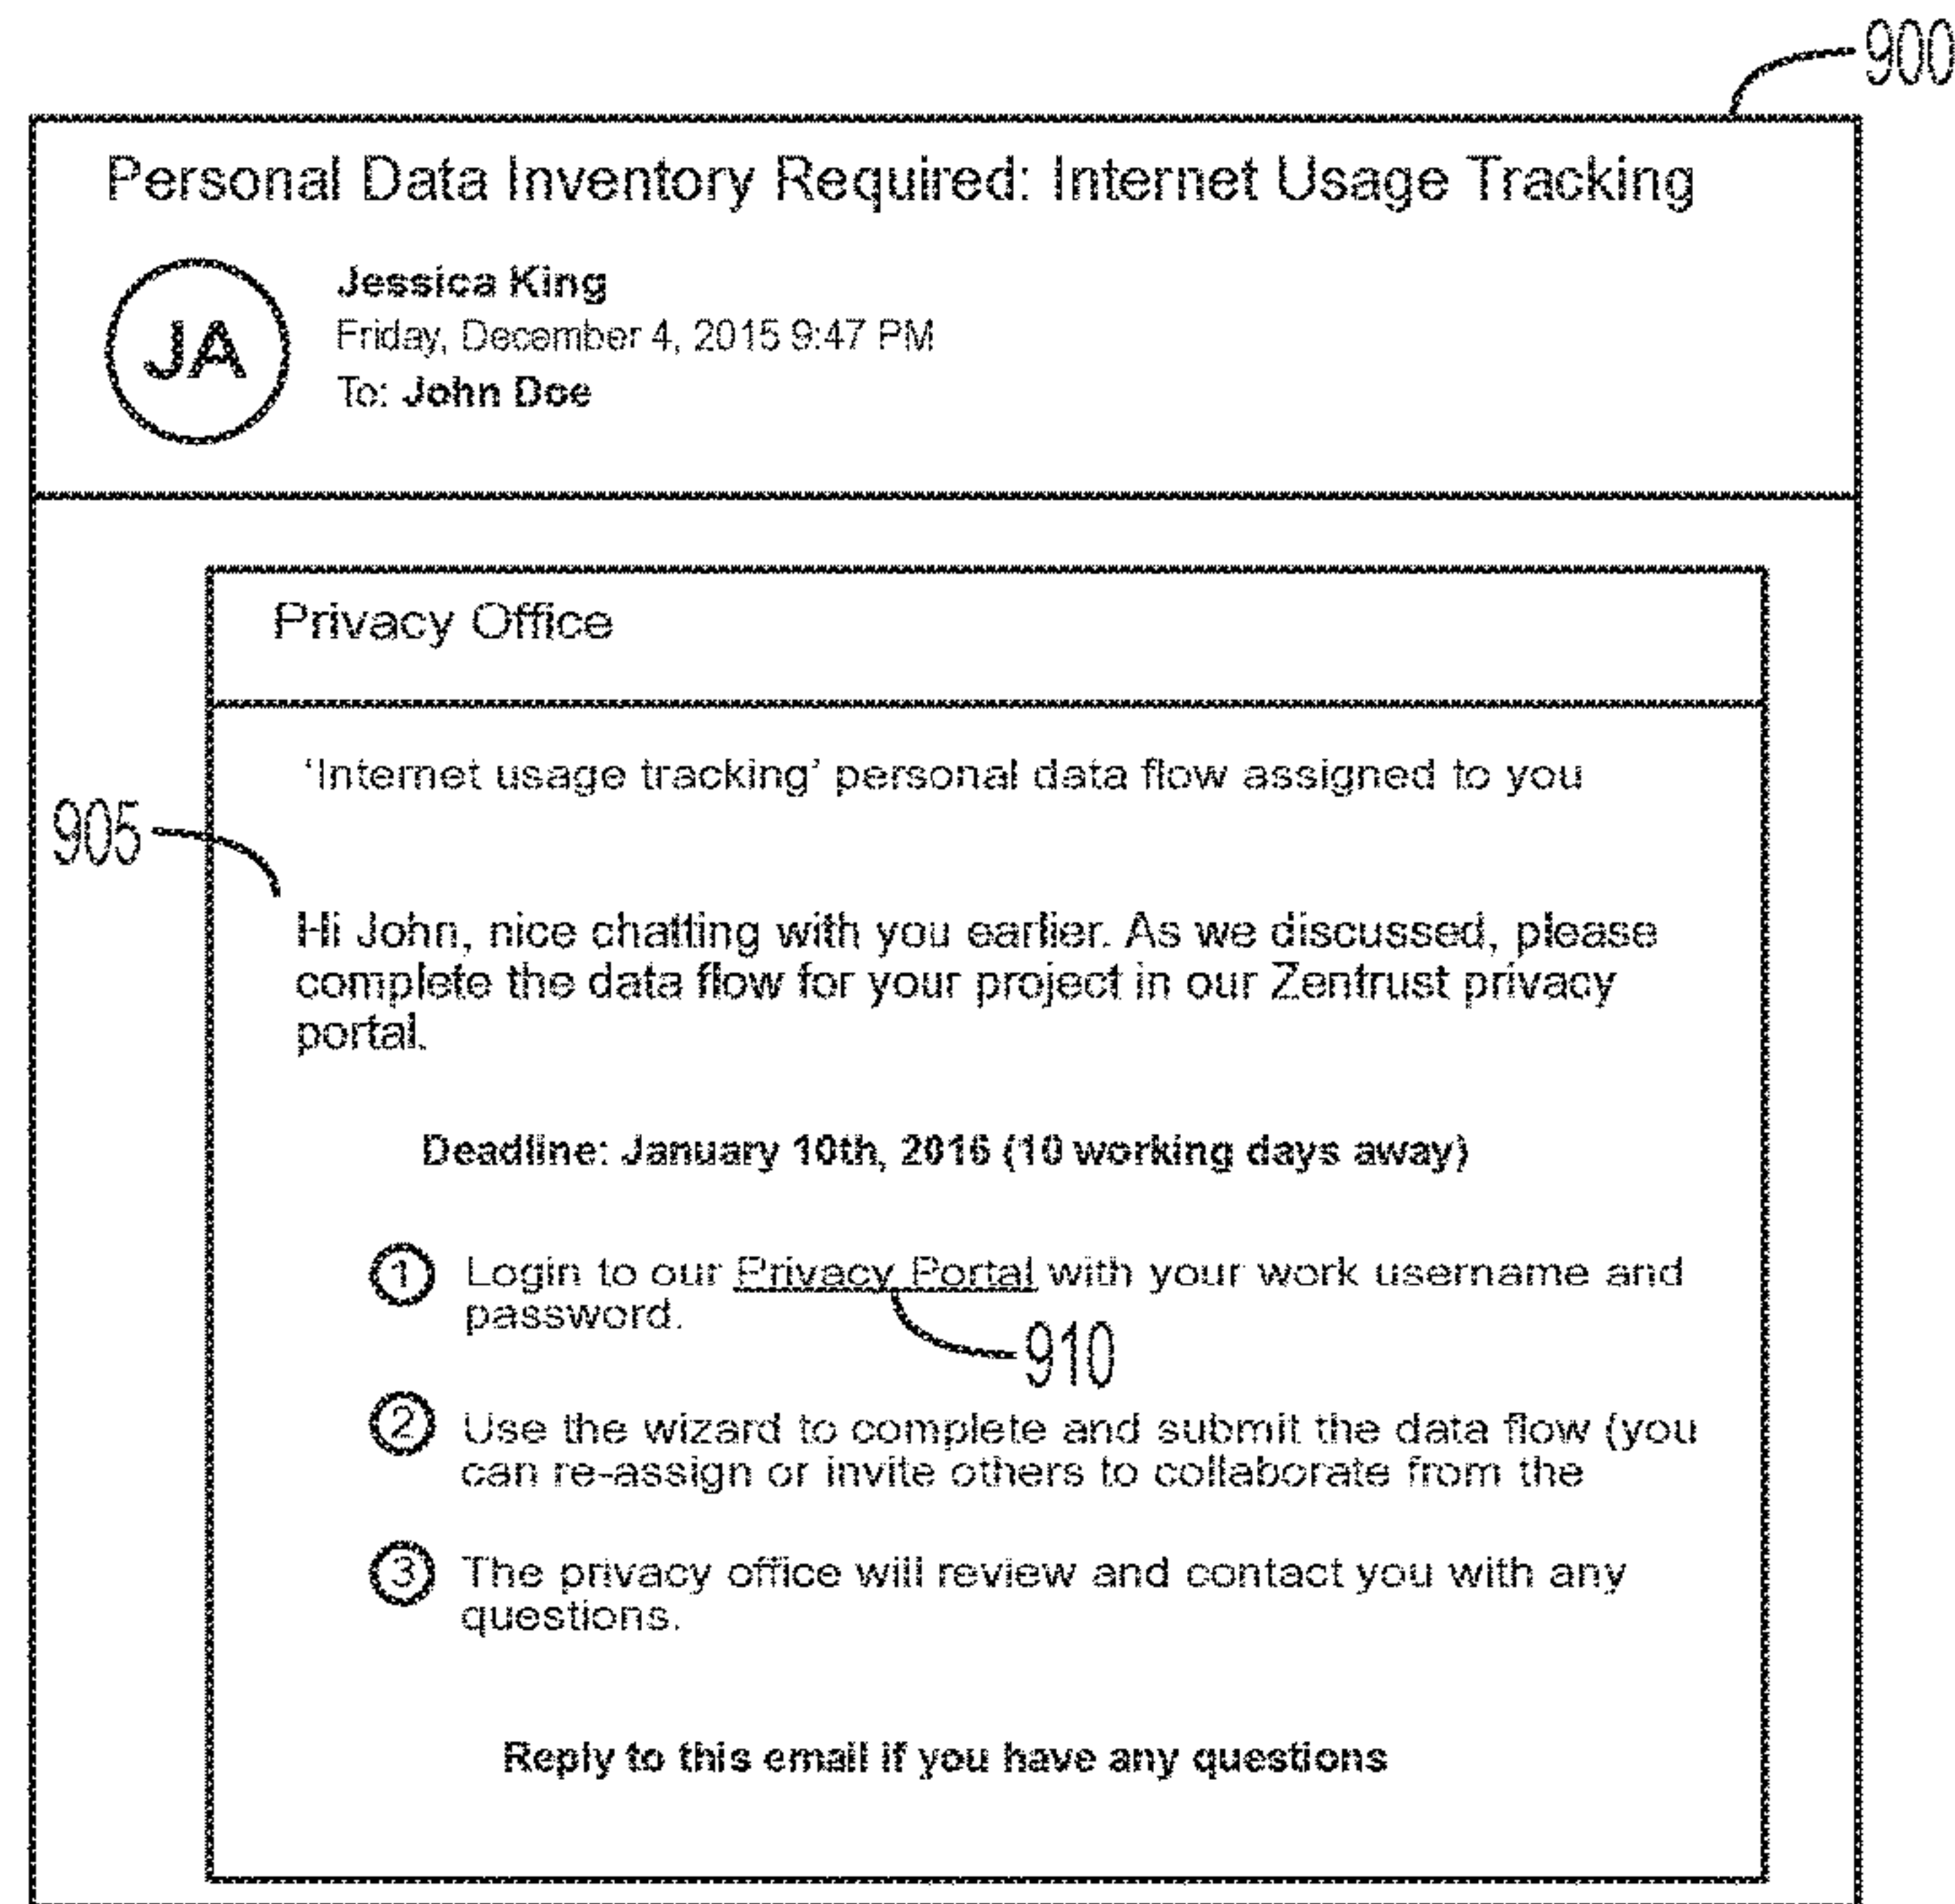 900
Personal Data Inventory Required: Internet Usage Tracking
JA
Jessica King
Friday, December 4, 2015 9:47 PM
To: John Doe
Privacy Office
‘Internet usage tracking’ personal data flow assigned to you
905
Hi John, nice chatting with you earlier. As we discussed, please
complete the data flow for your project in our Zentrust privacy
portal.
Deadline: January 10th, 2016 (10 working days away)
1 Login to our Privacy Portal with your work username and
password.
910
2 Use the wizard to complete and submit the data flow (you
can re-assign or invite others to collaborate from the
3 The privacy office will review and contact you with any
questions.
Reply to this email if you have any questions